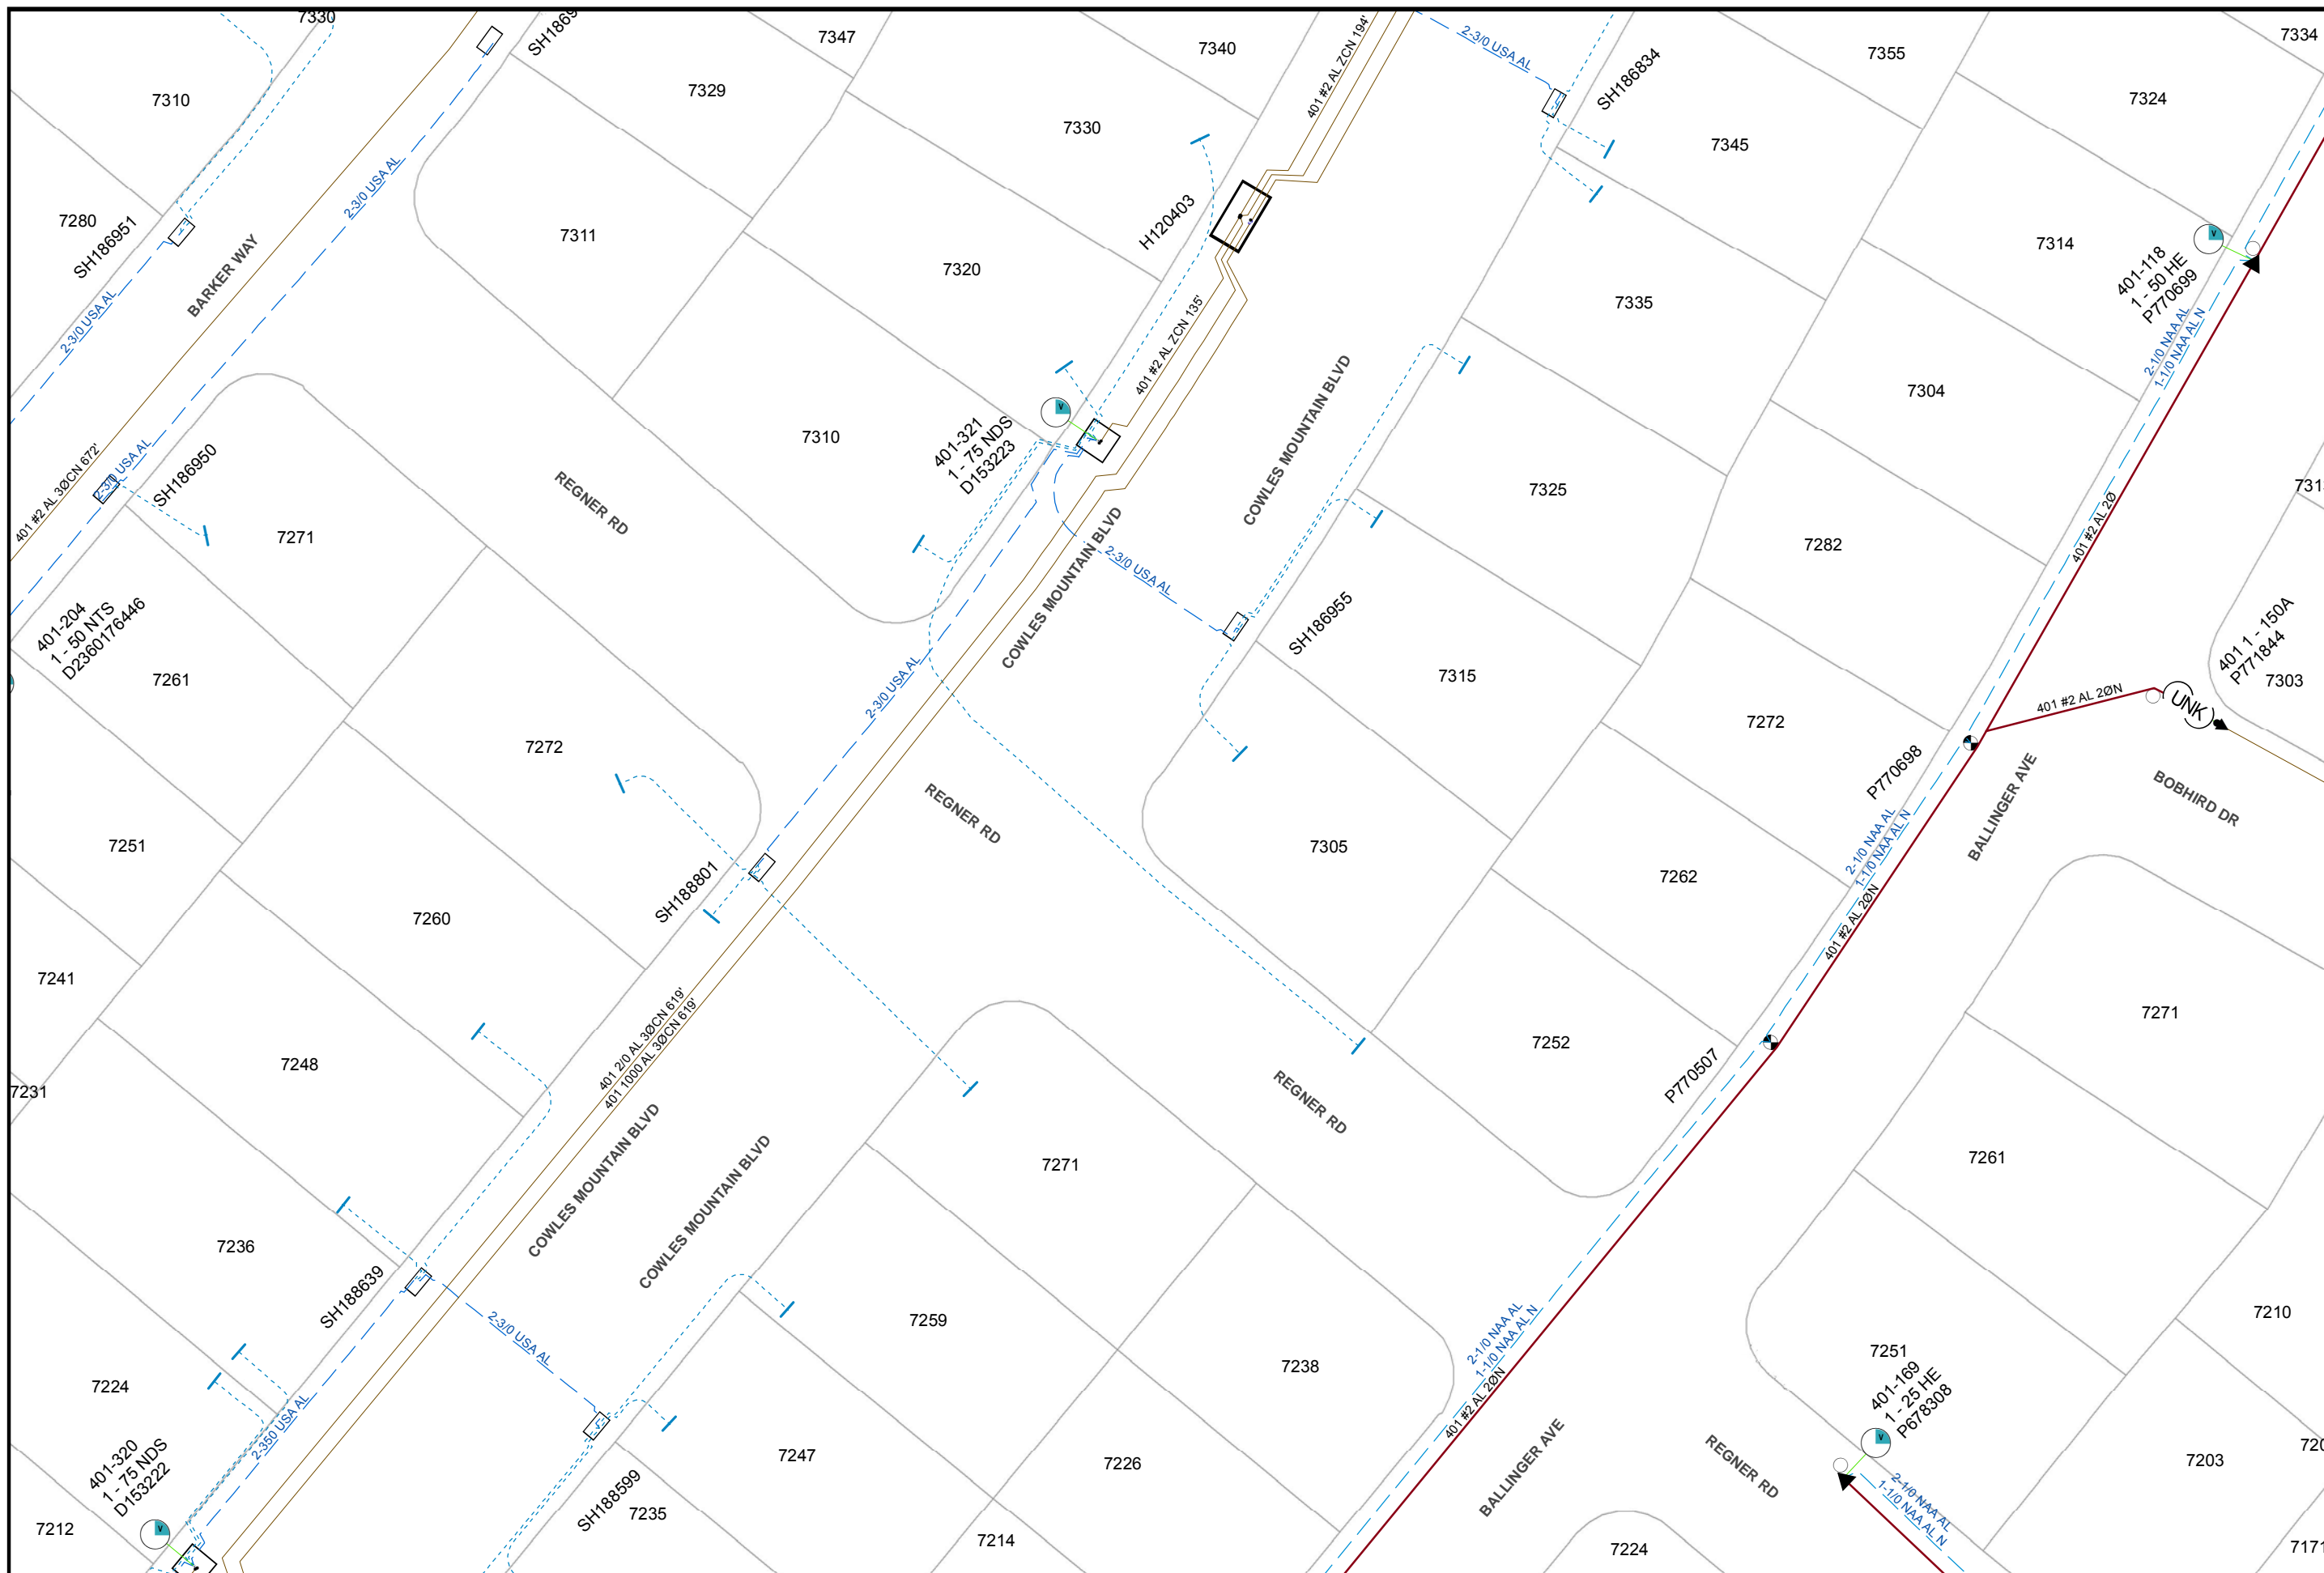 7330
SH1869
7347
7340
401 #2 AL ZCN 194'
2-3/0 USA AL
SH186834
7355
7334
7310
7329
7330
7345
7324
2-3/0 USA AL
7280
SH186951
BARKER WAY
7311
7320
H120403
7335
7314
401-118
1 - 50 HE
P770699
2-3/0 USA AL
401 #2 AL ZCN 135'
2-1/0 NAA AL
1-1/0 NAA AL N
7304
7310
401-321
1 - 75 NDS
D153223
COWLES MOUNTAIN BLVD
401 #2 AL 3ØCN 672'
2-3/0 USA AL
2-3/0
SH186950
REGNER RD
7325
731
7271
COWLES MOUNTAIN BLVD
2-3/0 USA AL
7282
401 #2 AL 2Ø
401-204
1 - 50 NTS
D2360176446
7261
2-3/0 USA AL
SH186955
7315
401 1 - 150A
P771844
7303
401 #2 AL 2ØN
UNK
7272
7272
P770698
BALLINGER AVE
BOBHIRD DR
REGNER RD
7251
7305
2-1/0 NAA AL
1-1/0 NAA AL N
401 #2 AL 2ØN
7260
SH188801
7262
7241
7271
401 2/0 AL 3ØCN 619'
401 1000 AL 3ØCN 619'
7248
7252
P770507
7231
REGNER RD
COWLES MOUNTAIN BLVD
COWLES MOUNTAIN BLVD
7271
7261
7236
SH188639
2-3/0 USA AL
7259
2-1/0 NAA AL
1-1/0 NAA AL N
401 #2 AL 2ØN
7210
7238
7251
401-169
1 - 25 HE
P678308
7224
2-350 USA AL
401-320
1 - 75 NDS
D153222
7247
7226
BALLINGER AVE
REGNER RD
7203
720
SH188599
7235
2-1/0 NAA AL
1-1/0 NAA AL N
7212
7214
7224
7171
V
V
V
V